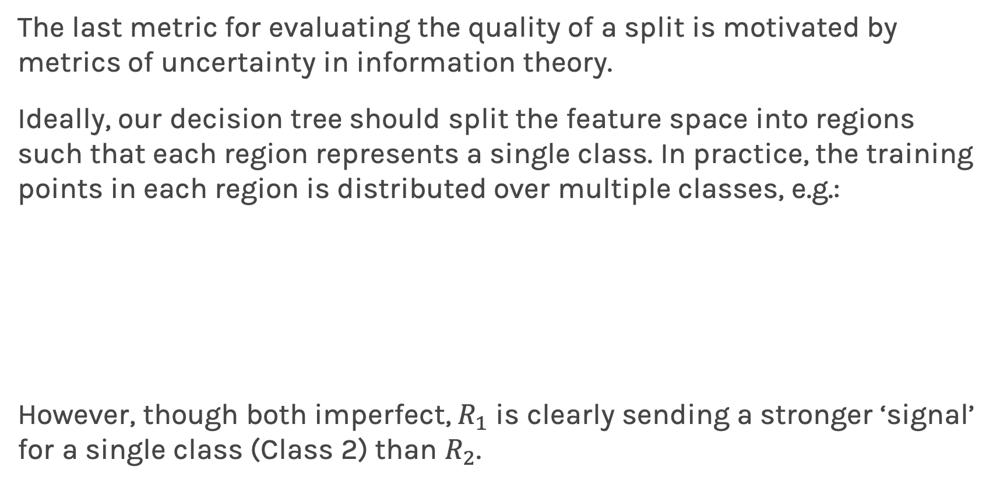 The last metric for evaluating the quality of a split is motivated by
metrics of uncertainty in information theory.
Ideally, our decision tree should split the feature space into regions
such that each region represents a single class. In practice, the training
points in each region is distributed over multiple classes, e.g.:
However, though both imperfect, R₁ is clearly sending a stronger ‘signal’
for a single class (Class 2) than R₂.